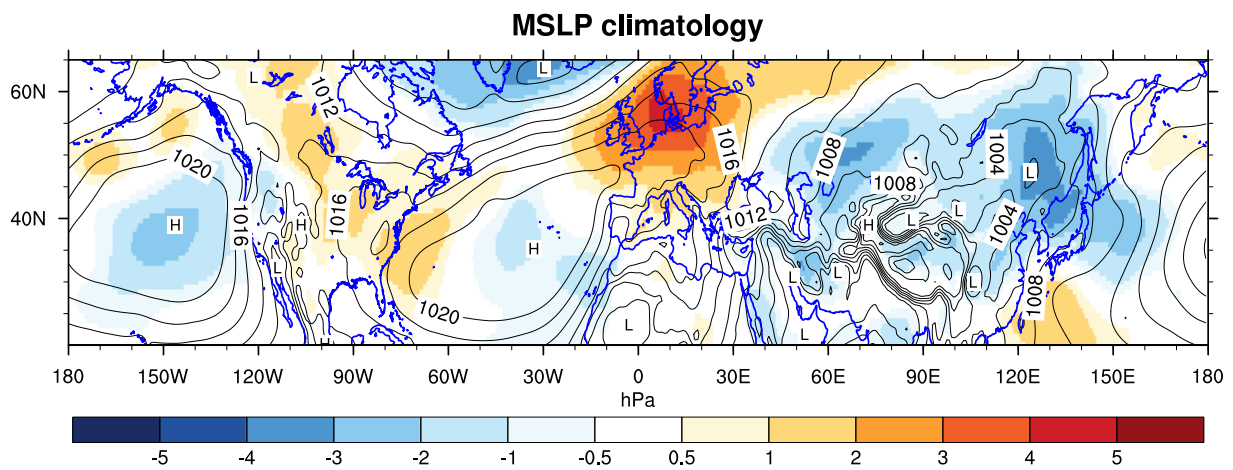 MSLP climatology
L
L
60N
1012
1020
1016
1008
1004
1008
L
40N
H
1016
H
1016
H
1012
H
L
L
1004
L
L
L
L
1020
L
L
L
1008
180
150W
120W
90W
60W
30W
0
30E
60E
90E
120E
150E
180
hPa
-5
-4
-3
-2
-1
-0.5
0.5
1
2
3
4
5